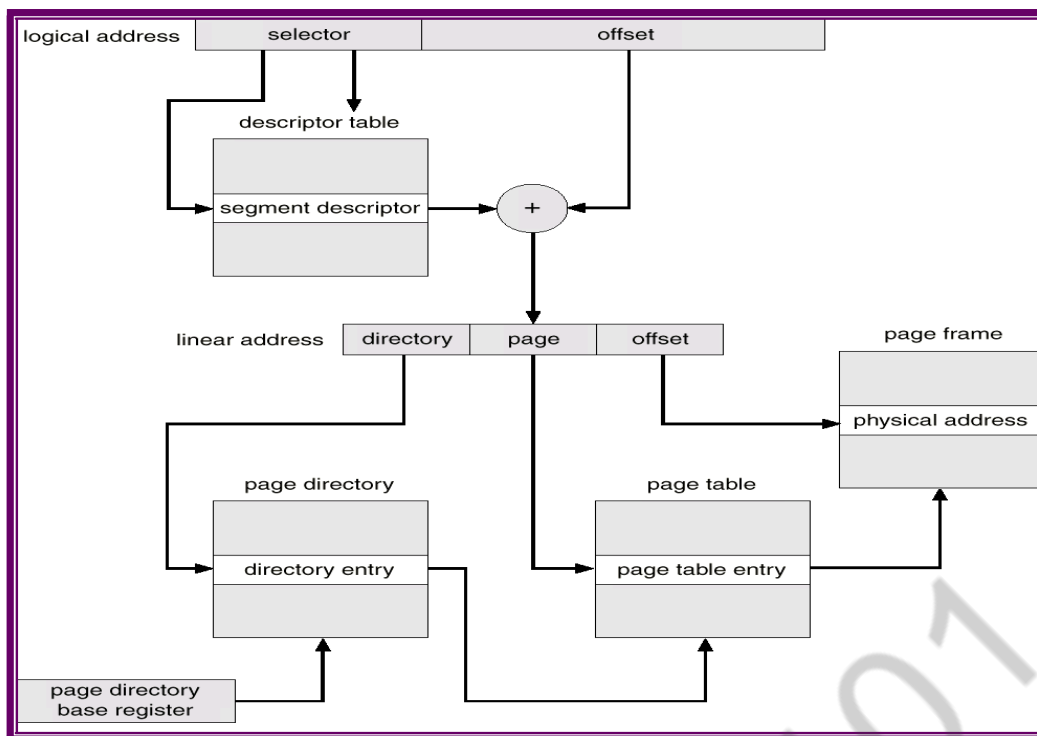 logical address
selector
offset
descriptor table
segment descriptor
+
linear address
directory
page
offset
page frame
physical address
page directory
page table
directory entry
page table entry
page directory
base register
01